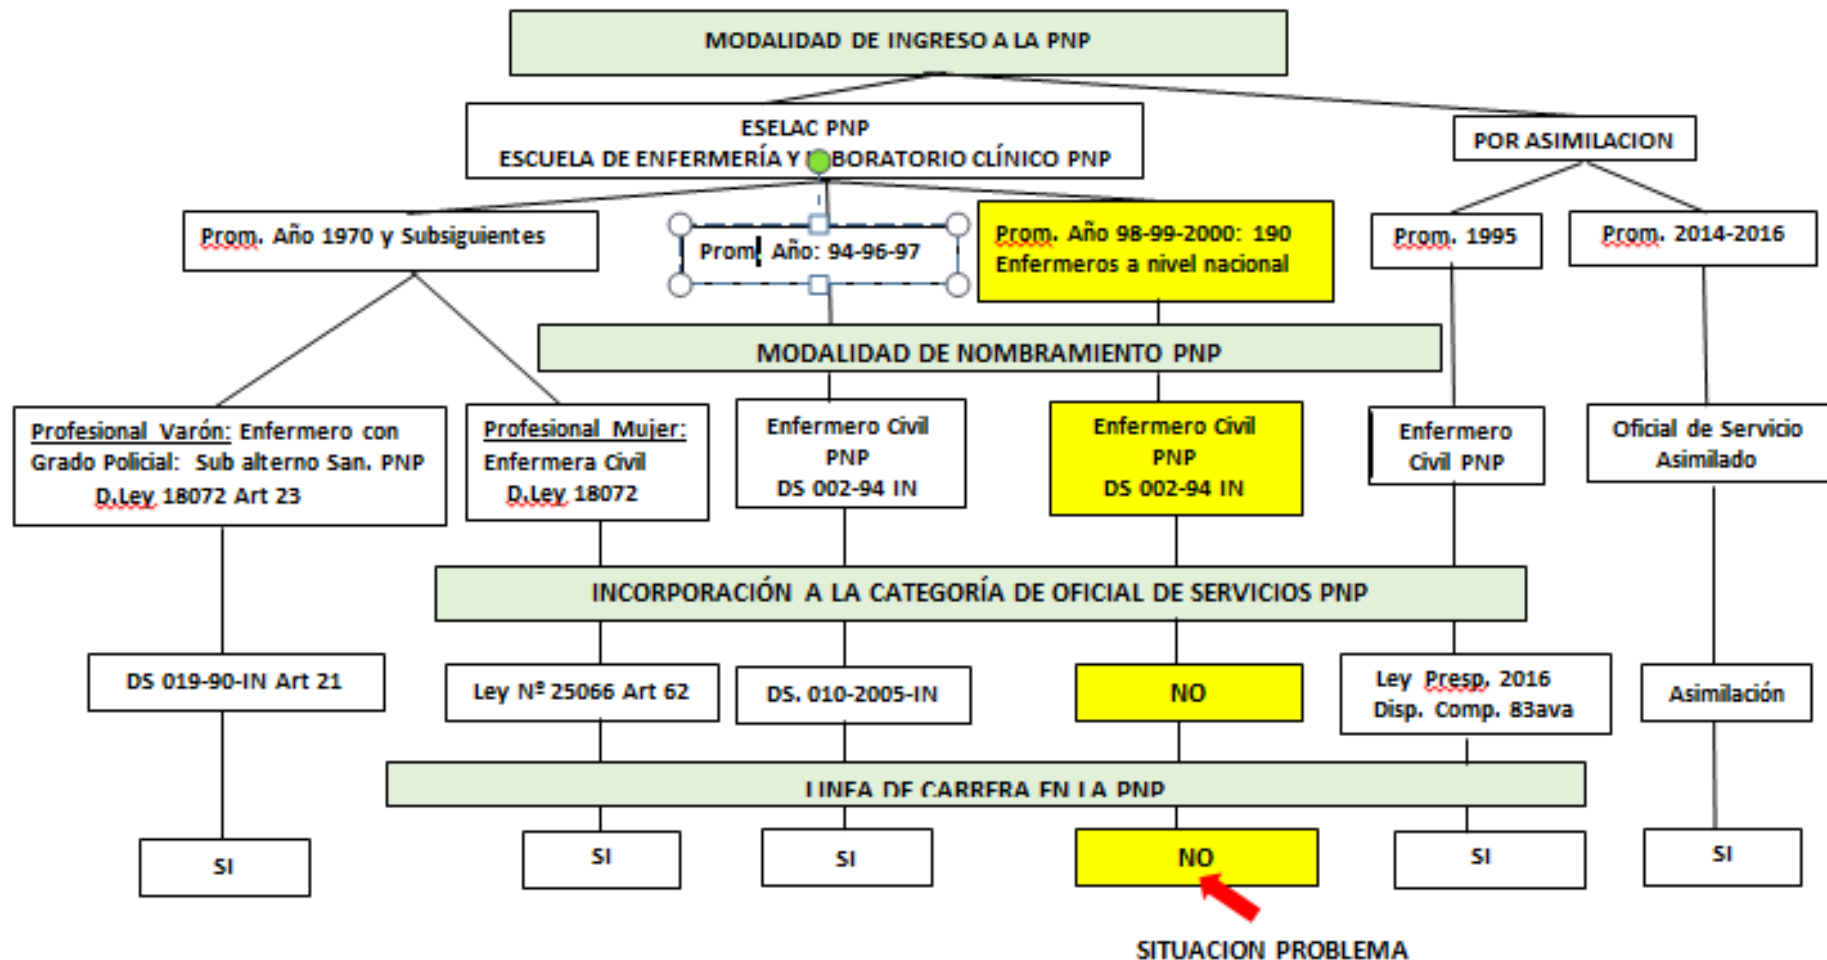 MODALIDAD DE INGRESO A LA PNP
ESELAC PNP
ESCUELA DE ENFERMERÍA Y LABORATORIO CLÍNICO PNP
POR ASIMILACION
Prom. Año 1970 y Subsiguientes
Prom. Año: 94-96-97
Prom. Año 98-99-2000: 190
Enfermeros a nivel nacional
Prom. 1995
Prom. 2014-2016
MODALIDAD DE NOMBRAMIENTO PNP
Profesional Varón: Enfermero con
Grado Policial: Sub alterno San. PNP
D.Ley 18072 Art 23
Profesional Mujer:
Enfermera Civil
D.Ley 18072
Enfermero Civil
PNP
DS 002-94 IN
Enfermero Civil
PNP
DS 002-94 IN
Enfermero
Civil PNP
Oficial de Servicio
Asimilado
INCORPORACIÓN A LA CATEGORÍA DE OFICIAL DE SERVICIOS PNP
DS 019-90-IN Art 21
Ley Nº 25066 Art 62
DS. 010-2005-IN
NO
Ley Presp. 2016
Disp. Comp. 83ava
Asimilación
LINEA DE CARRERA EN LA PNP
SI
SI
SI
NO
SI
SI
SITUACION PROBLEMA